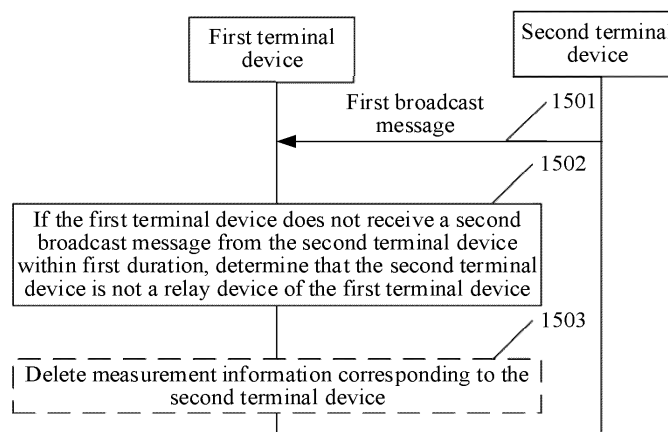 First terminal
device
Second terminal
device
First broadcast
message
1501
1502
If the first terminal device does not receive a second
broadcast message from the second terminal device
within first duration, determine that the second terminal
device is not a relay device of the first terminal device
1503
Delete measurement information corresponding to the
second terminal device